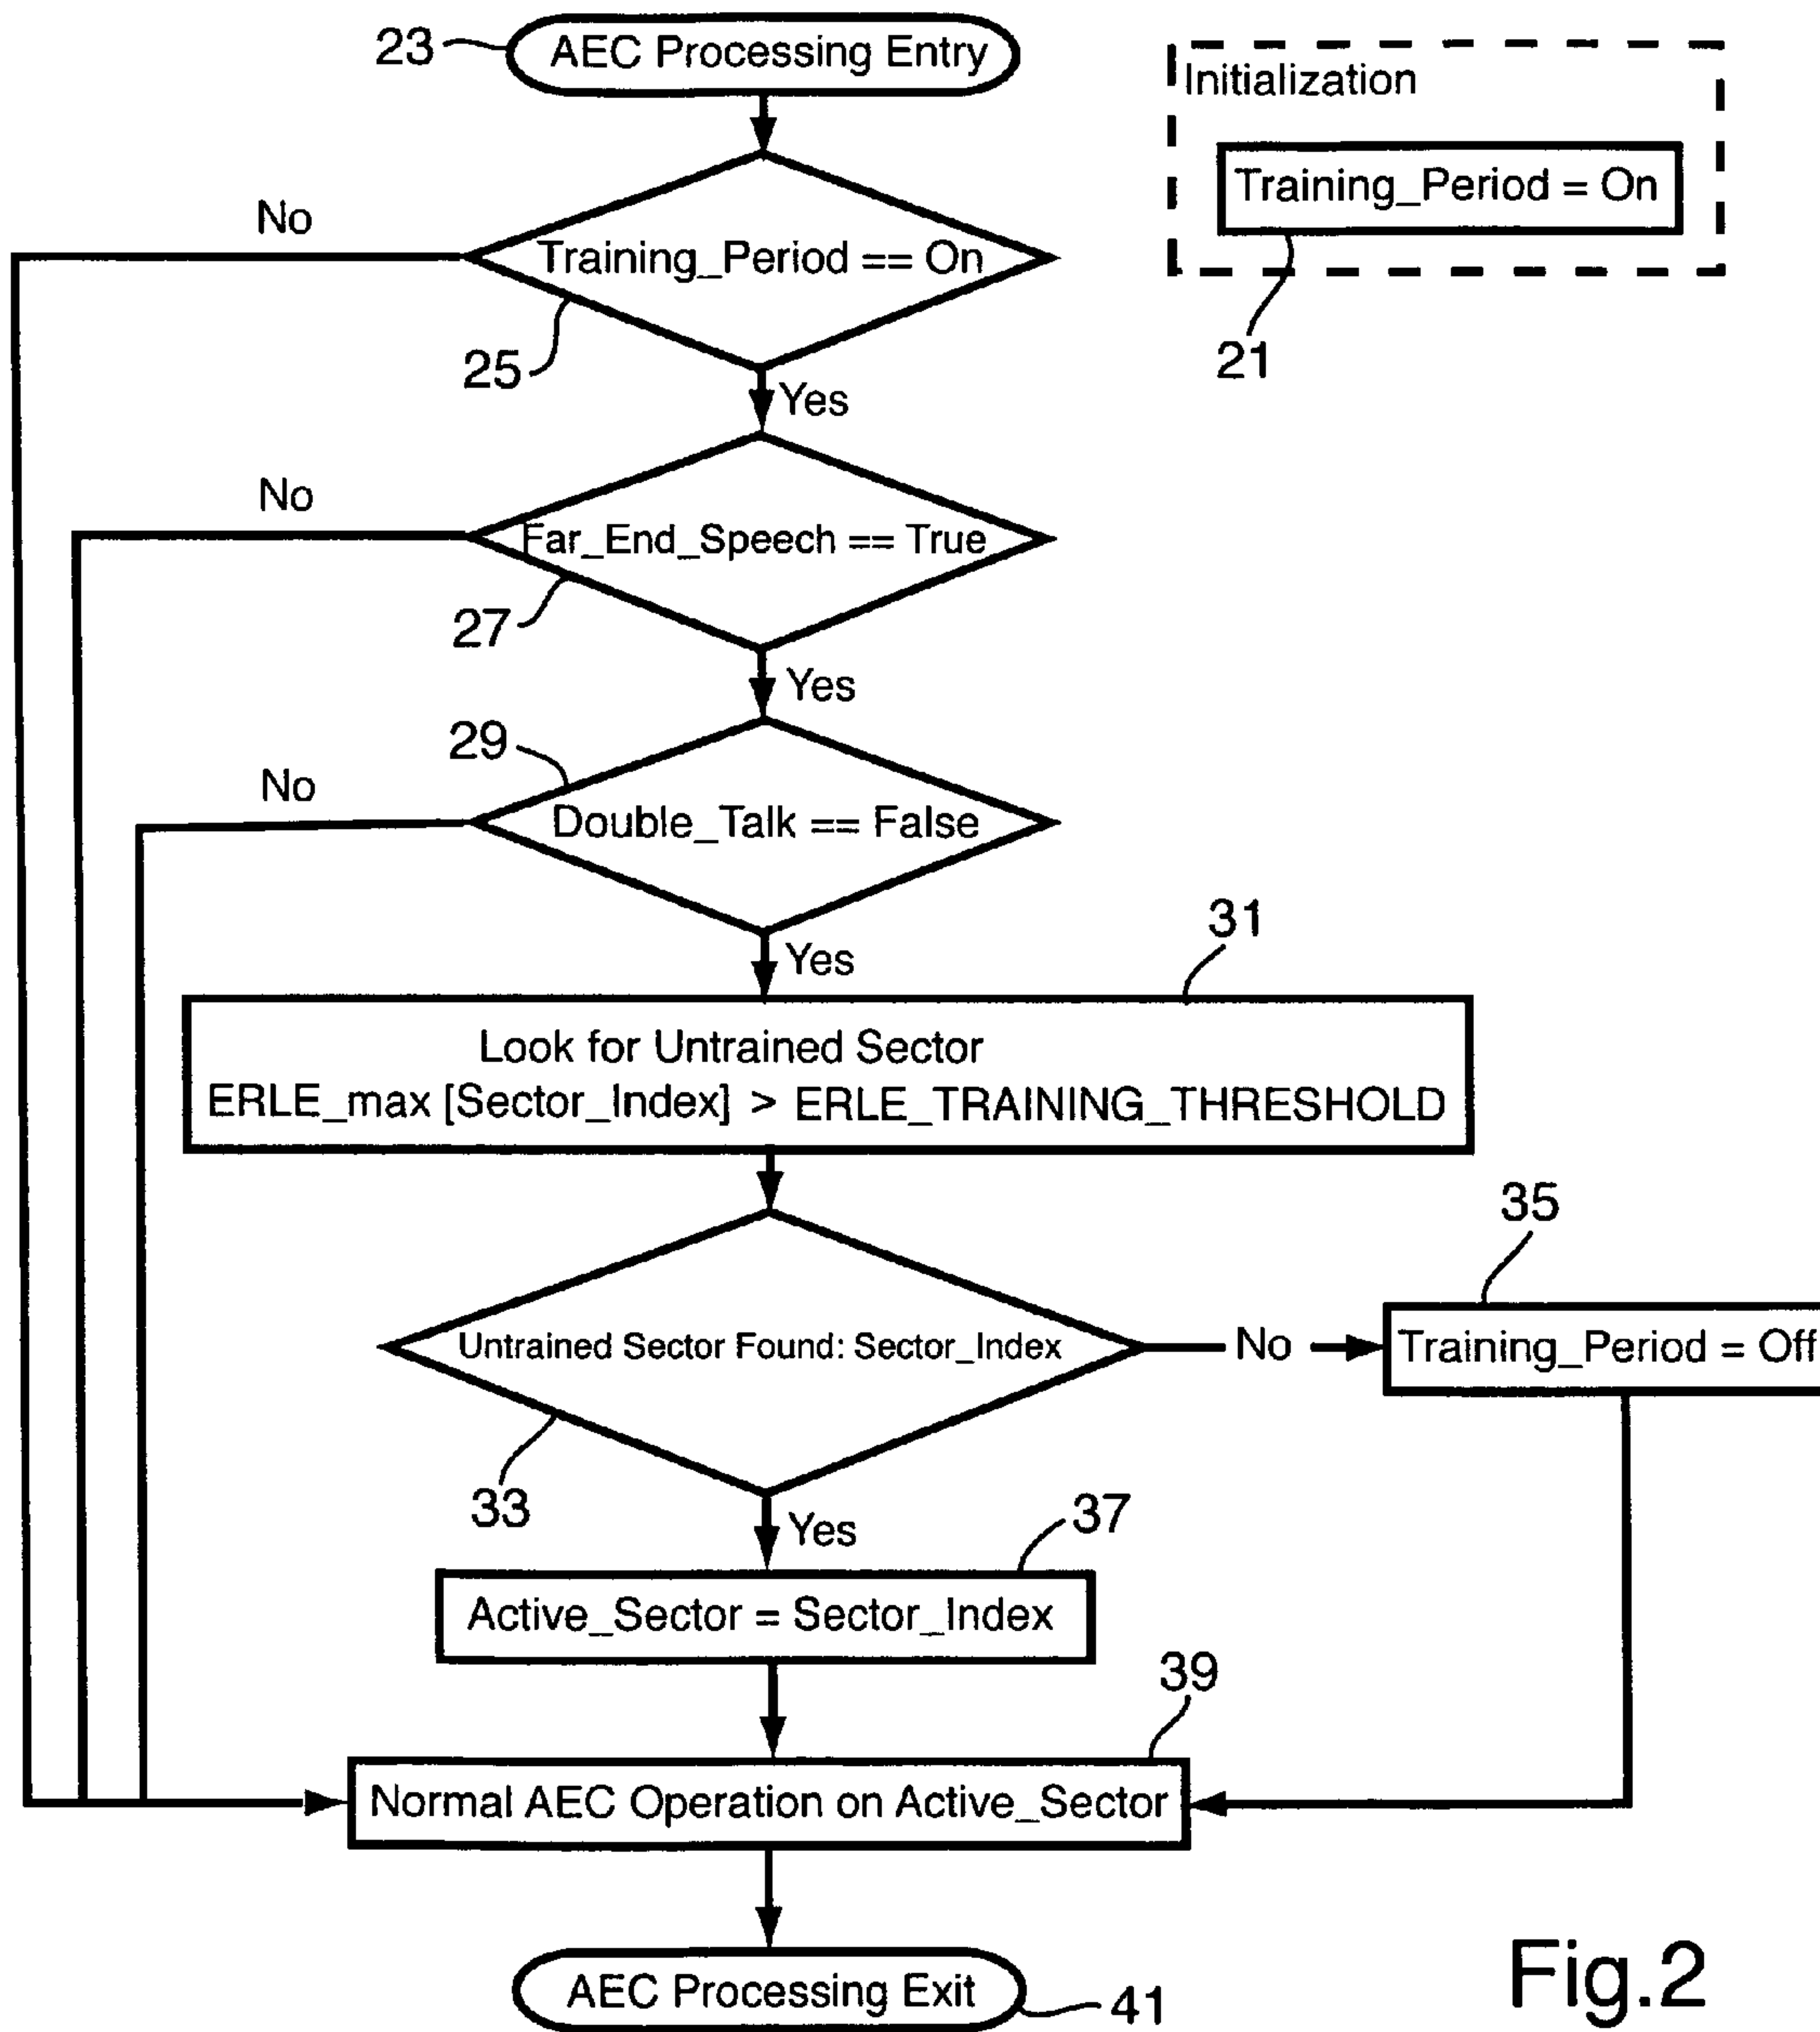 23
AEC Processing Entry
Initialization
Training_Period = On
21
No
Training_Period == On
25
Yes
No
Far_End_Speech == True
27
Yes
29
No
Double_Talk == False
Yes
31
Look for Untrained Sector
ERLE_max [Sector_Index] > ERLE_TRAINING_THRESHOLD
35
Untrained Sector Found: Sector_Index
No
Training_Period = Off
33
Yes
37
Active_Sector = Sector_Index
39
Normal AEC Operation on Active_Sector
AEC Processing Exit
41
Fig.2